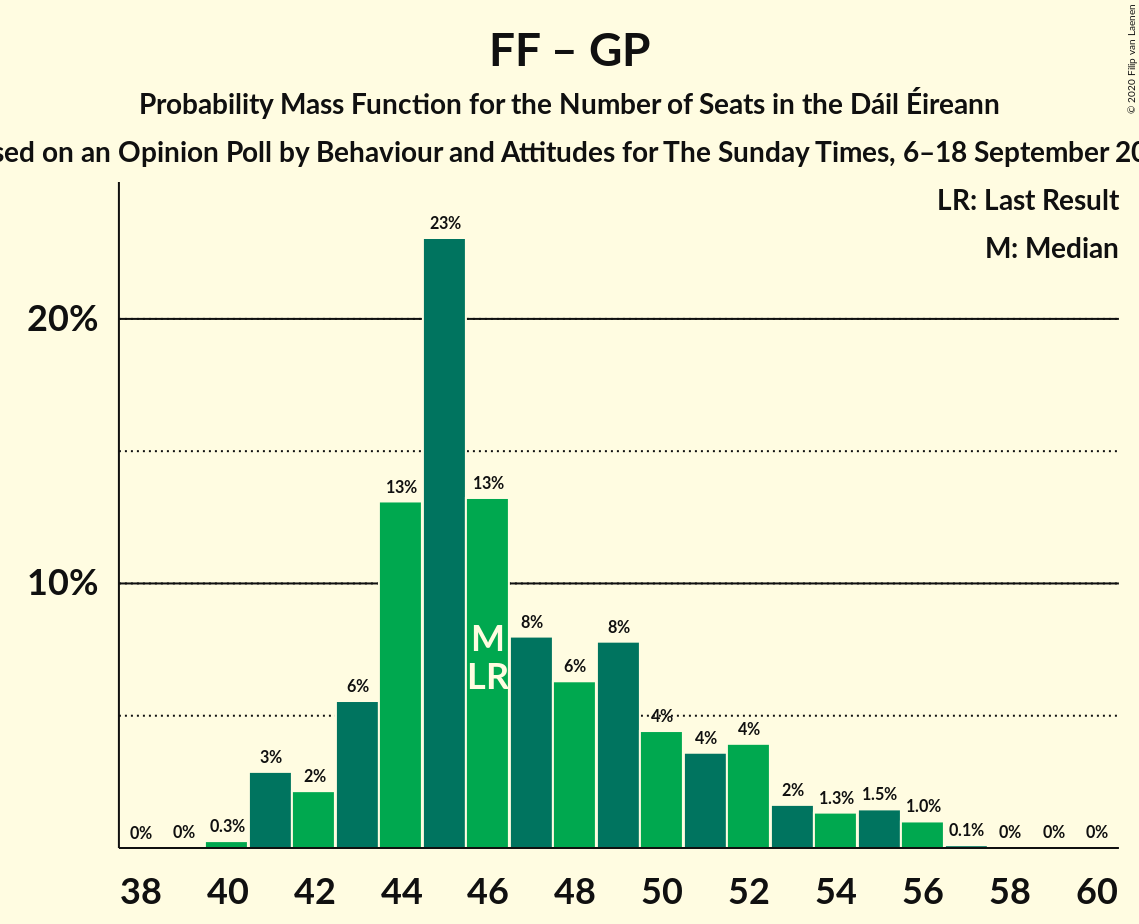 FF – GP
Probability Mass Function for the Number of Seats in the Dáil Éireann
sed on an Opinion Poll by Behaviour and Attitudes for The Sunday Times, 6–18 September 20
© 2020 Filip van Laenen
LR: Last Result
M: Median
20%
10%
0%
0%
0.3%
3%
2%
6%
13%
23%
13%
8%
6%
8%
4%
4%
4%
2%
1.3%
1.5%
1.0%
0.1%
0%
0%
0%
M
LR
38 40 42 44 46 48 50 52 54 56 58 60